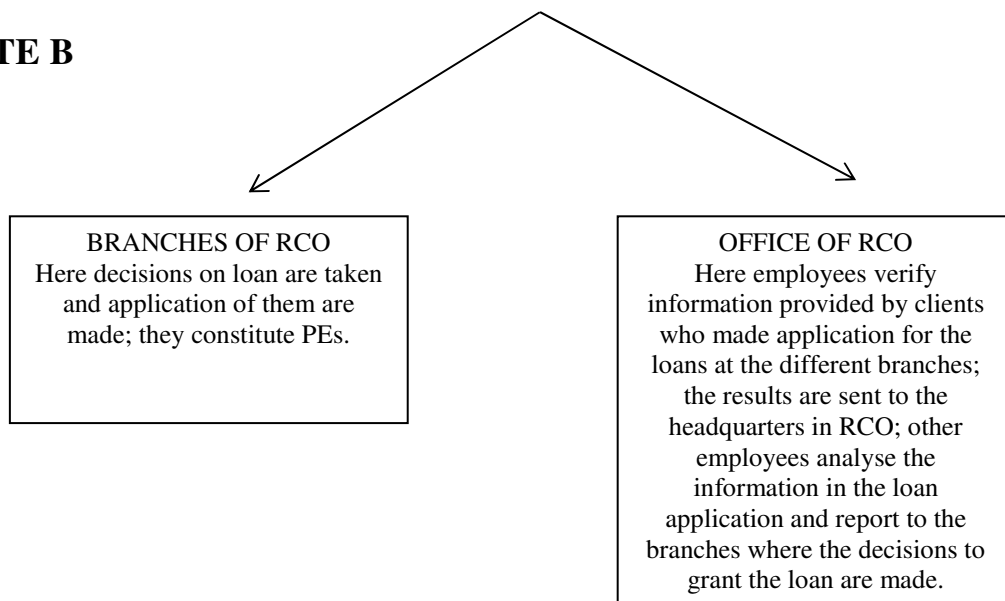 TE B
BRANCHES OF RCO
Here decisions on loan are taken
and application of them are
made; they constitute PEs.
OFFICE OF RCO
Here employees verify
information provided by clients
who made application for the
loans at the different branches;
the results are sent to the
headquarters in RCO; other
employees analyse the
information in the loan
application and report to the
branches where the decisions to
grant the loan are made.